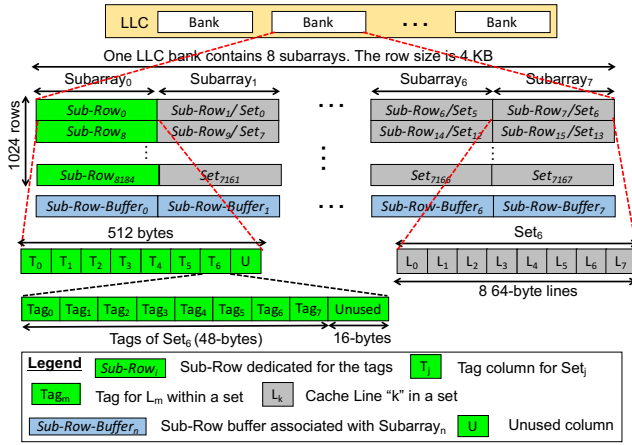 LLC Bank Bank ... Bank
One LLC bank contains 8 subarrays. The row size is 4 KB
Subarray0 Subarray1 Subarray6 Subarray7
1024 rows
Sub-Row0 Sub-Row1/Set0 ... Sub-Row6/Set5 Sub-Row7/Set6
Sub-Row8 Sub-Row9/Set7 Sub-Row14/Set12 Sub-Row15/Set13
Sub-Row8184 Set7161 Set7166 Set7167
Sub-Row-Buffer0 Sub-Row-Buffer1 ... Sub-Row-Buffer6 Sub-Row-Buffer7
512 bytes Set6
T0 T1 T2 T3 T4 T5 T6 U L0 L1 L2 L3 L4 L5 L6 L7
8 64-byte lines
Tag0 Tag1 Tag2 Tag3 Tag4 Tag5 Tag6 Tag7 Unused
Tags of Set6 (48-bytes) 16-bytes
Legend Sub-Rowi Sub-Row dedicated for the tags Tj Tag column for Setj
Tagm Tag for Lm within a set Lk Cache Line “k” in a set
Sub-Row-Buffern Sub-Row buffer associated with Subarrayn U Unused column